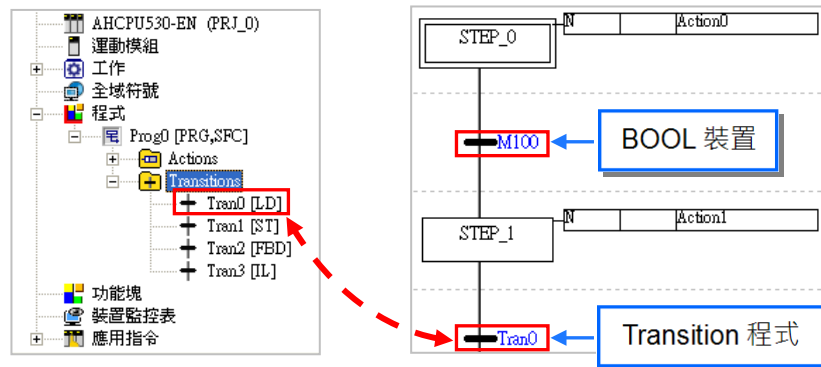 AHCPU530-EN (PRJ_0)
運動模組
工作
全域符號
程式
Prog0 [PRG,SFC]
Actions
Transitions
Tran0 [LD]
Tran1 [ST]
Tran2 [FBD]
Tran3 [IL]
功能塊
裝置監控表
應用指令
STEP_0
N
Action0
M100
BOOL 裝置
STEP_1
N
Action1
Tran0
Transition 程式